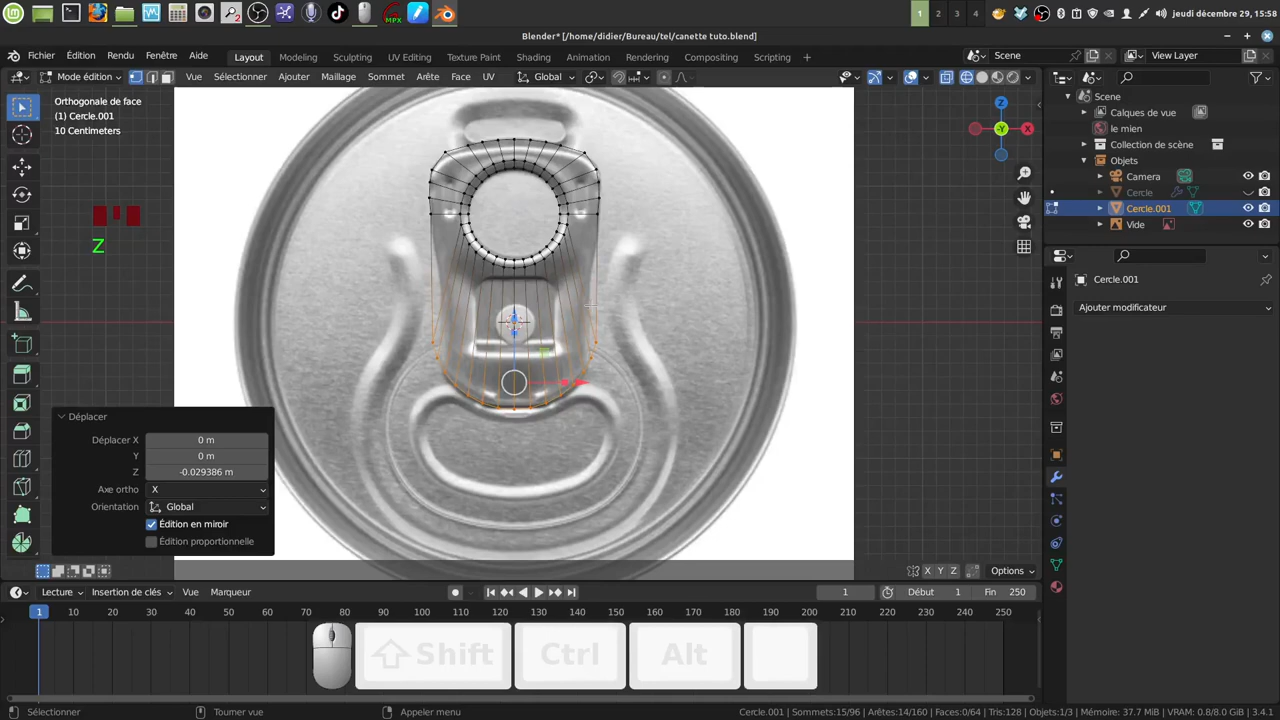 jeudi décembre 29, 15:58
1 2 3 4
Blender* [/home/didier/Bureau/tel/canette tuto.blend]
Fichier Édition Rendu Fenêtre Aide Layout Modeling Sculpting UV Editing Texture Paint Shading Animation Rendering Compositing Geometry Nodes Scripting + Scene View Layer
Mode édition Vue Sélectionner Ajouter Maillage Sommet Arête Face UV Global
Orthogonale de face
(1) Cercle.001
10 Centimeters
Z
X
-Y
Z
Scene
Calques de vue
le mien
Collection de scène
Objets
Camera
Cercle
Cercle.001
Vide
Cercle.001
Ajouter modificateur
Déplacer
Déplacer X 0 m
Y 0 m
Z -0.029386 m
Axe ortho X
Orientation Global
Édition en miroir
Édition proportionnelle
X Y Z Options
Lecture Insertion de clés Vue Marqueur 1 Début 1 Fin 250
1 10 20 30 40 50 60 70 80 90 100 110 120 130 140 150 160 170 180 190 200 210 220 230 240 250
Shift Ctrl Alt
Sélectionner Tourner vue Appeler menu Cercle.001 | Sommets:15/96 | Arêtes:14/160 | Faces:0/64 | Tris:128 | Objets:1/3 | Mémoire: 37.7 MiB | VRAM: 0.8/8.0 GiB | 3.4.1